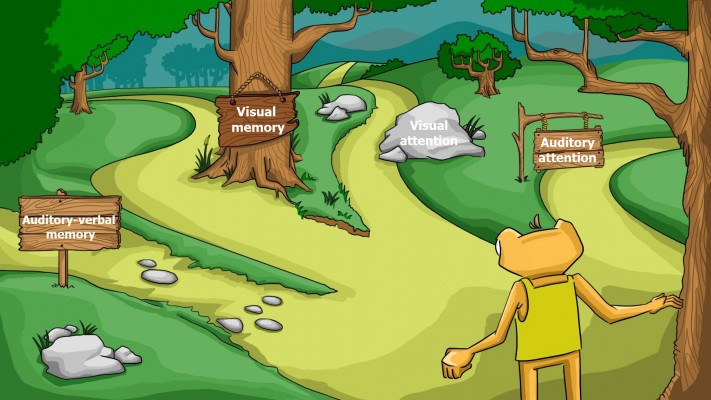 Visual
memory
Visual
attention
Auditory
attention
Auditory-verbal
memory